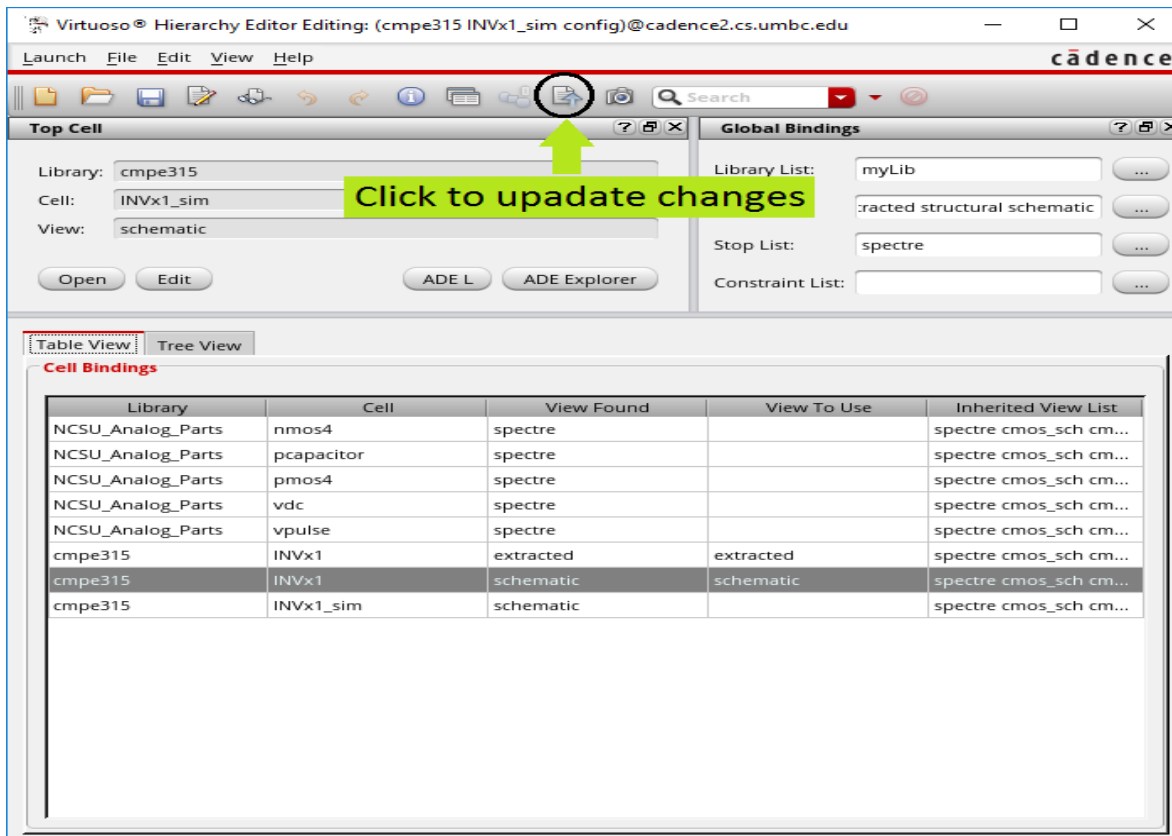 Virtuoso® Hierarchy Editor Editing: (cmpe315 INVx1_sim config)@cadence2.cs.umbc.edu
Launch File Edit View Help
cādence
Search
Top Cell
Global Bindings
Library: cmpe315
Library List: myLib
Click to upadate changes
Cell: INVx1_sim
:racted structural schematic
View: schematic
Stop List: spectre
Open Edit ADE L ADE Explorer
Constraint List:
Table View Tree View
Cell Bindings
Library Cell View Found View To Use Inherited View List
NCSU_Analog_Parts nmos4 spectre spectre cmos_sch cm...
NCSU_Analog_Parts pcapacitor spectre spectre cmos_sch cm...
NCSU_Analog_Parts pmos4 spectre spectre cmos_sch cm...
NCSU_Analog_Parts vdc spectre spectre cmos_sch cm...
NCSU_Analog_Parts vpulse spectre spectre cmos_sch cm...
cmpe315 INVx1 extracted extracted spectre cmos_sch cm...
cmpe315 INVx1 schematic schematic spectre cmos_sch cm...
cmpe315 INVx1_sim schematic spectre cmos_sch cm...